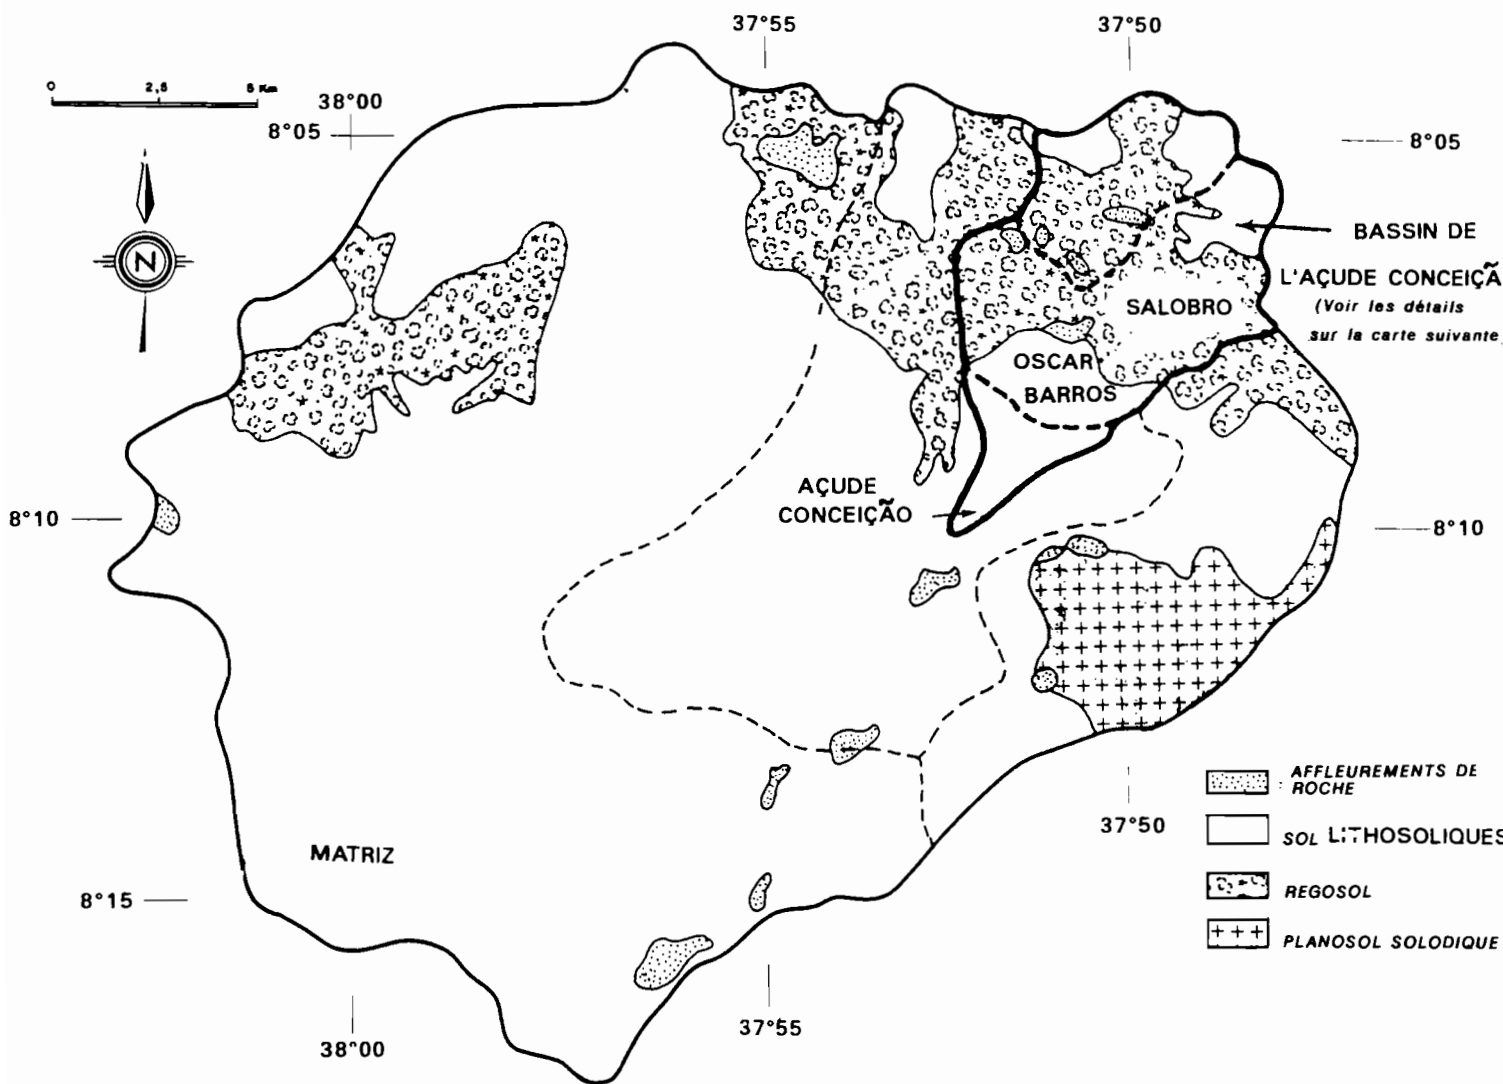 37°55
37°50
0 2,5 5 Km
38°00
8°05
8°05
N
BASSIN DE
L'AÇUDE CONCEIÇÃ
(Voir les détails
sur la carte suivante)
SALOBRO
OSCAR
BARROS
AÇUDE
CONCEIÇÃO
8°10
8°10
MATRIZ
8°15
37°50
37°55
38°00
AFFLEUREMENTS DE
ROCHE
SOL LITHOSOLIQUES
REGOSOL
PLANOSOL SOLODIQUE